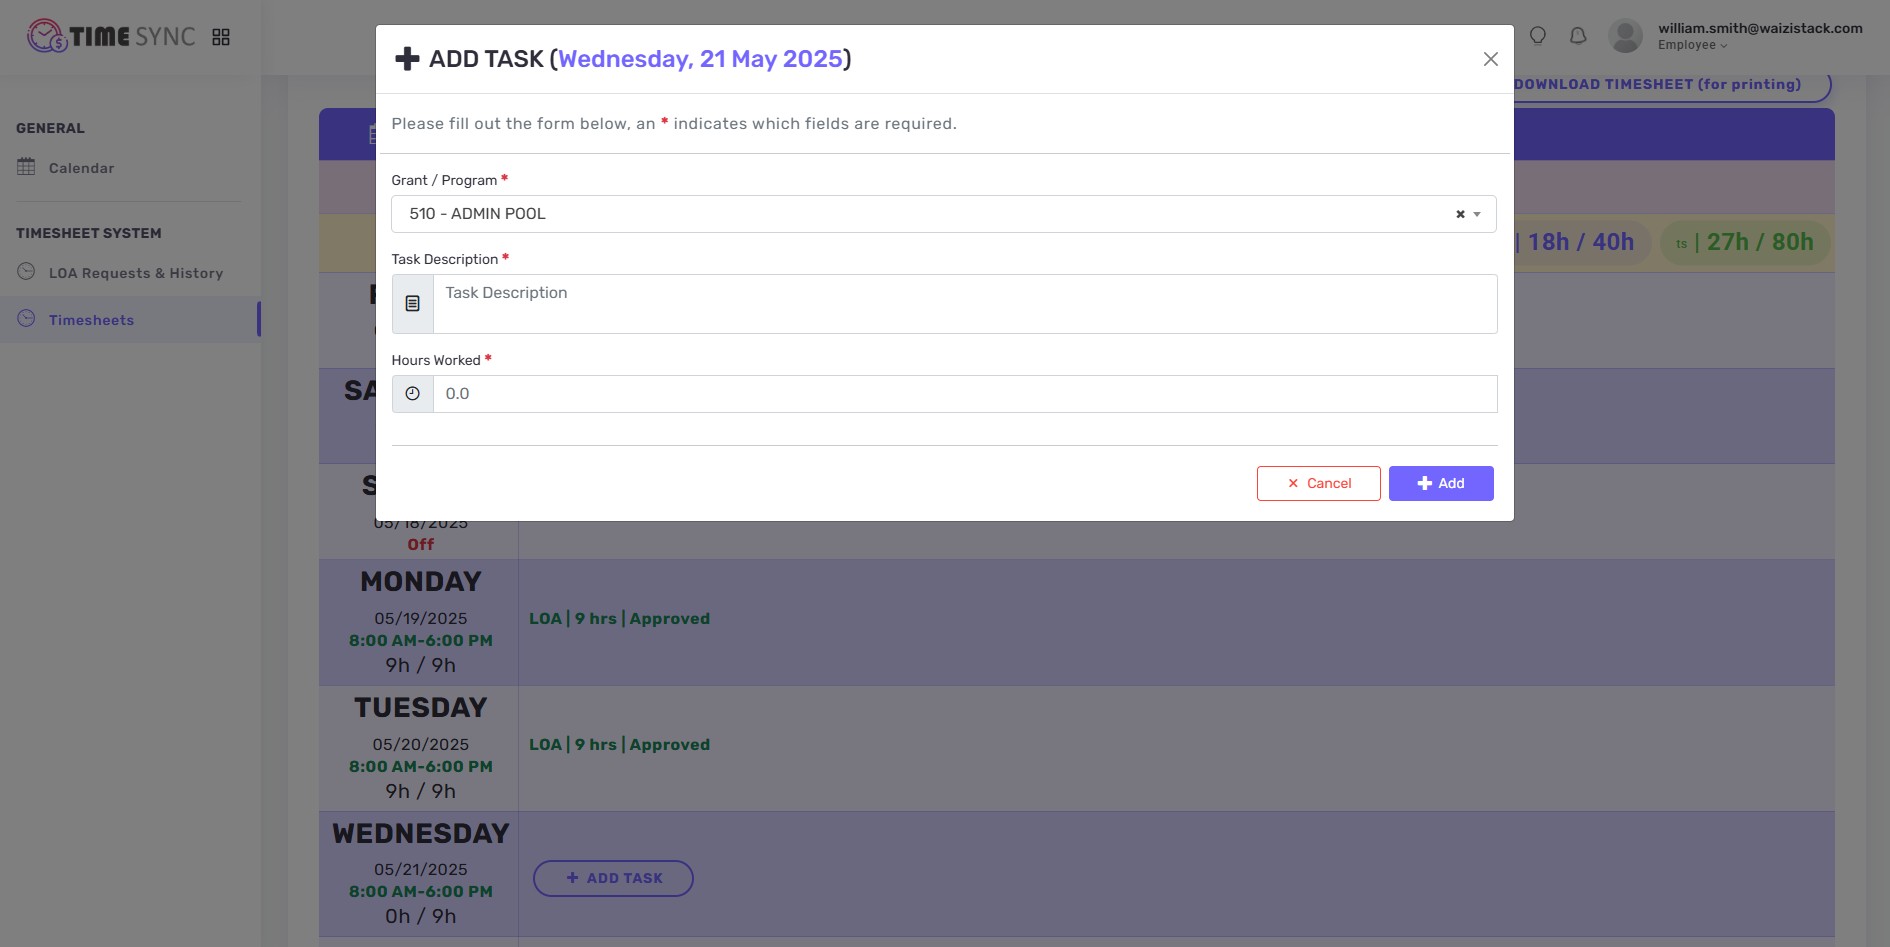 TIME SYNC
ADD TASK (Wednesday, 21 May 2025)
william.smith@waizistack.com
Employee
DOWNLOAD TIMESHEET (for printing)
GENERAL
Calendar
TIMESHEET SYSTEM
LOA Requests & History
Timesheets
Please fill out the form below, an * indicates which fields are required.
Grant / Program *
510 - ADMIN POOL
Task Description *
Task Description
Hours Worked *
0.0
Cancel
Add
| 18h / 40h
ts | 27h / 80h
SA
S
05/18/2025
Off
MONDAY
05/19/2025
8:00 AM-6:00 PM
9h / 9h
LOA | 9 hrs | Approved
TUESDAY
05/20/2025
8:00 AM-6:00 PM
9h / 9h
LOA | 9 hrs | Approved
WEDNESDAY
05/21/2025
8:00 AM-6:00 PM
0h / 9h
ADD TASK